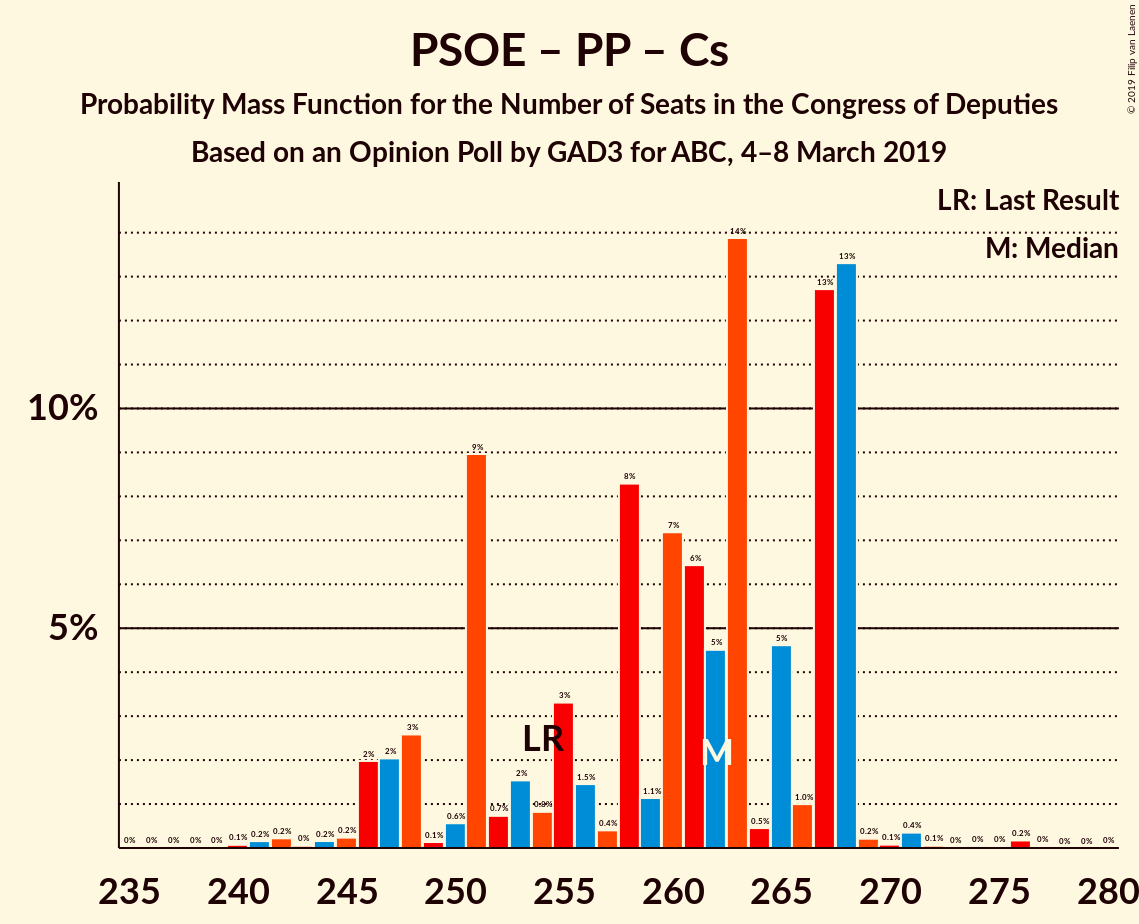 © 2019 Filip van Laenen
PSOE – PP – Cs
Probability Mass Function for the Number of Seats in the Congress of Deputies
Based on an Opinion Poll by GAD3 for ABC, 4–8 March 2019
LR: Last Result
M: Median
10%
5%
0% 0% 0% 0% 0% 0.1% 0.2% 0.2% 0% 0.2% 0.2% 2% 2% 3% 0.1% 0.6% 9% 0.7% 2% 0.8% 3% 1.5% 0.4% 8% 1.1% 7% 6% 5% 14% 0.5% 5% 1.0% 13% 13% 0.2% 0.1% 0.4% 0.1% 0% 0% 0% 0.2% 0% 0% 0% 0%
LR
M
235 240 245 250 255 260 265 270 275 280